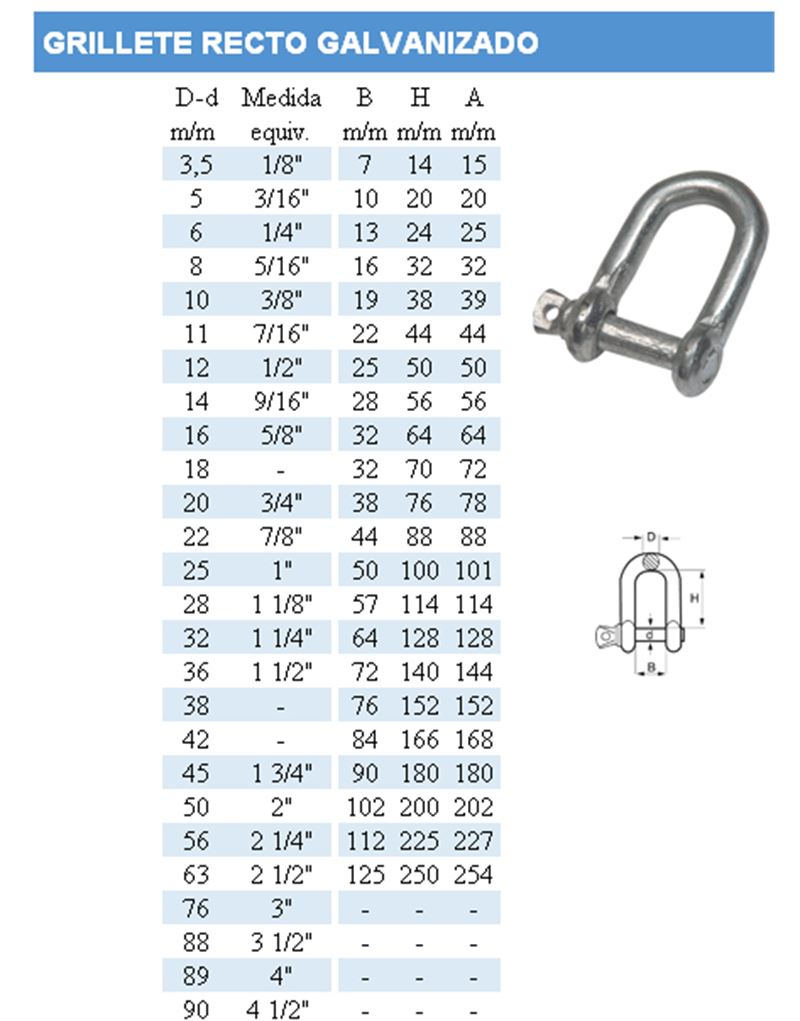 GRILLETE RECTO GALVANIZADO
D-d Medida B H A
m/m equiv. m/m m/m m/m
3,5 1/8" 7 14 15
5 3/16" 10 20 20
6 1/4" 13 24 25
8 5/16" 16 32 32
10 3/8" 19 38 39
11 7/16" 22 44 44
12 1/2" 25 50 50
14 9/16" 28 56 56
16 5/8" 32 64 64
18 - 32 70 72
20 3/4" 38 76 78
22 7/8" 44 88 88
25 1" 50 100 101
28 1 1/8" 57 114 114
32 1 1/4" 64 128 128
36 1 1/2" 72 140 144
38 - 76 152 152
42 - 84 166 168
45 1 3/4" 90 180 180
50 2" 102 200 202
56 2 1/4" 112 225 227
63 2 1/2" 125 250 254
76 3" - - -
88 3 1/2" - - -
89 4" - - -
90 4 1/2" - - -
D
H
d
B